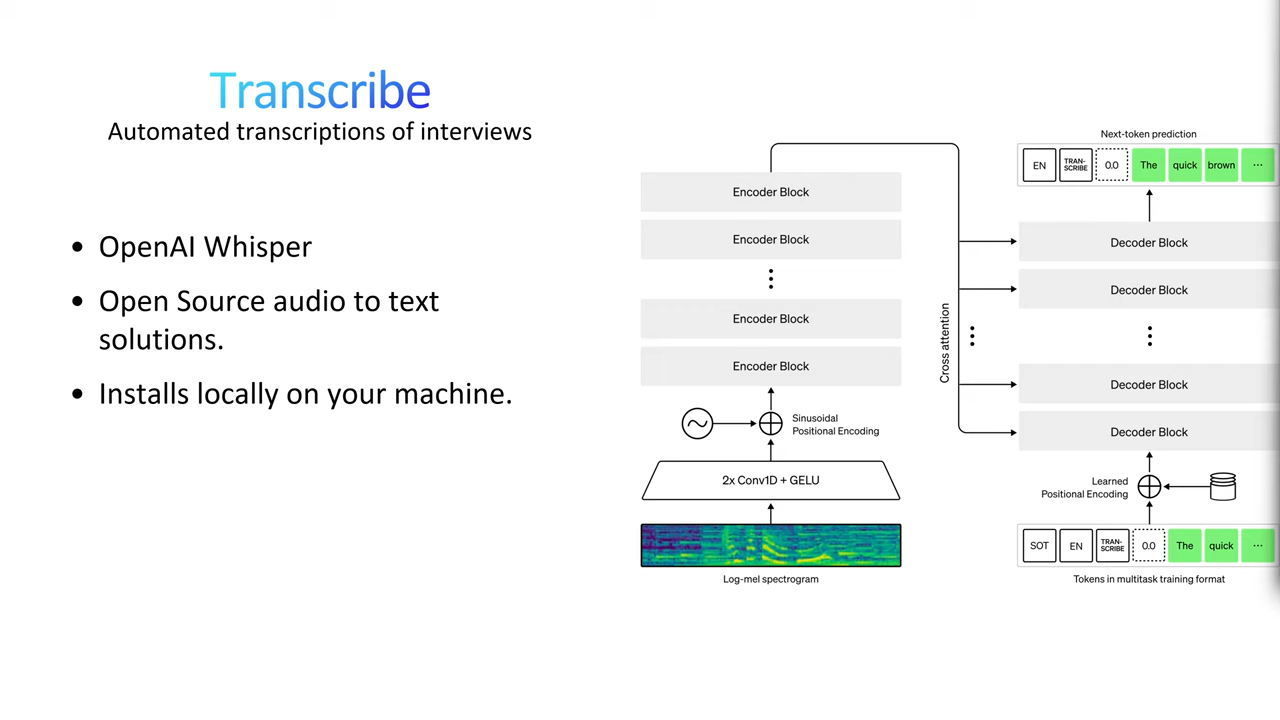 Transcribe
Automated transcriptions of interviews
• OpenAI Whisper
• Open Source audio to text
solutions.
• Installs locally on your machine.
Encoder Block
Encoder Block
Encoder Block
Encoder Block
Sinusoidal
Positional Encoding
2x Conv1D + GELU
Log-mel spectrogram
Cross attention
Next-token prediction
EN TRAN-
SCRIBE 0.0 The quick brown ...
Decoder Block
Decoder Block
Decoder Block
Decoder Block
Learned
Positional Encoding
SOT EN TRAN-
SCRIBE 0.0 The quick ...
Tokens in multitask training format